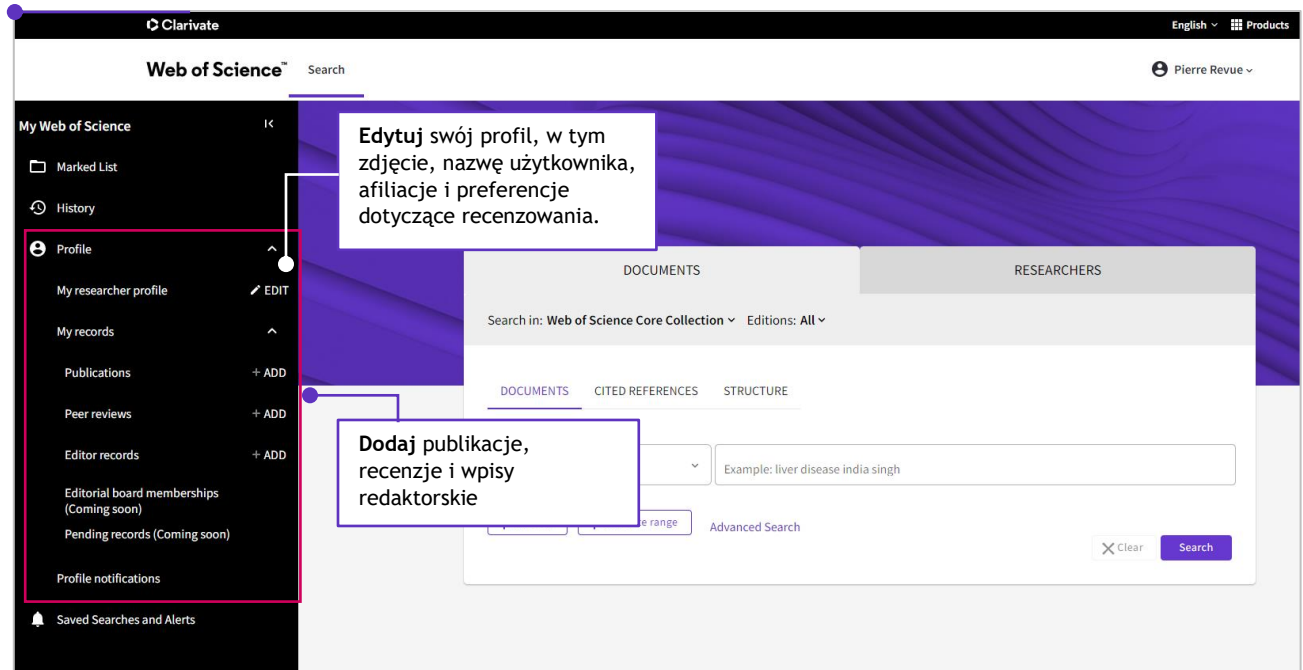 Clarivate
English
Products
Web of Science™
Search
Pierre Revue
My Web of Science
Marked List
History
Profile
My researcher profile
EDIT
My records
Publications
+ ADD
Peer reviews
+ ADD
Editor records
+ ADD
Editorial board memberships
(Coming soon)
Pending records (Coming soon)
Profile notifications
Saved Searches and Alerts
Edytuj swój profil, w tym
zdjęcie, nazwę użytkownika,
afiliacje i preferencje
dotyczące recenzowania.
DOCUMENTS
RESEARCHERS
Search in: Web of Science Core Collection
Editions: All
DOCUMENTS
CITED REFERENCES
STRUCTURE
Dodaj publikacje,
recenzje i wpisy
redaktorskie
Example: liver disease india singh
range
Advanced Search
Clear
Search